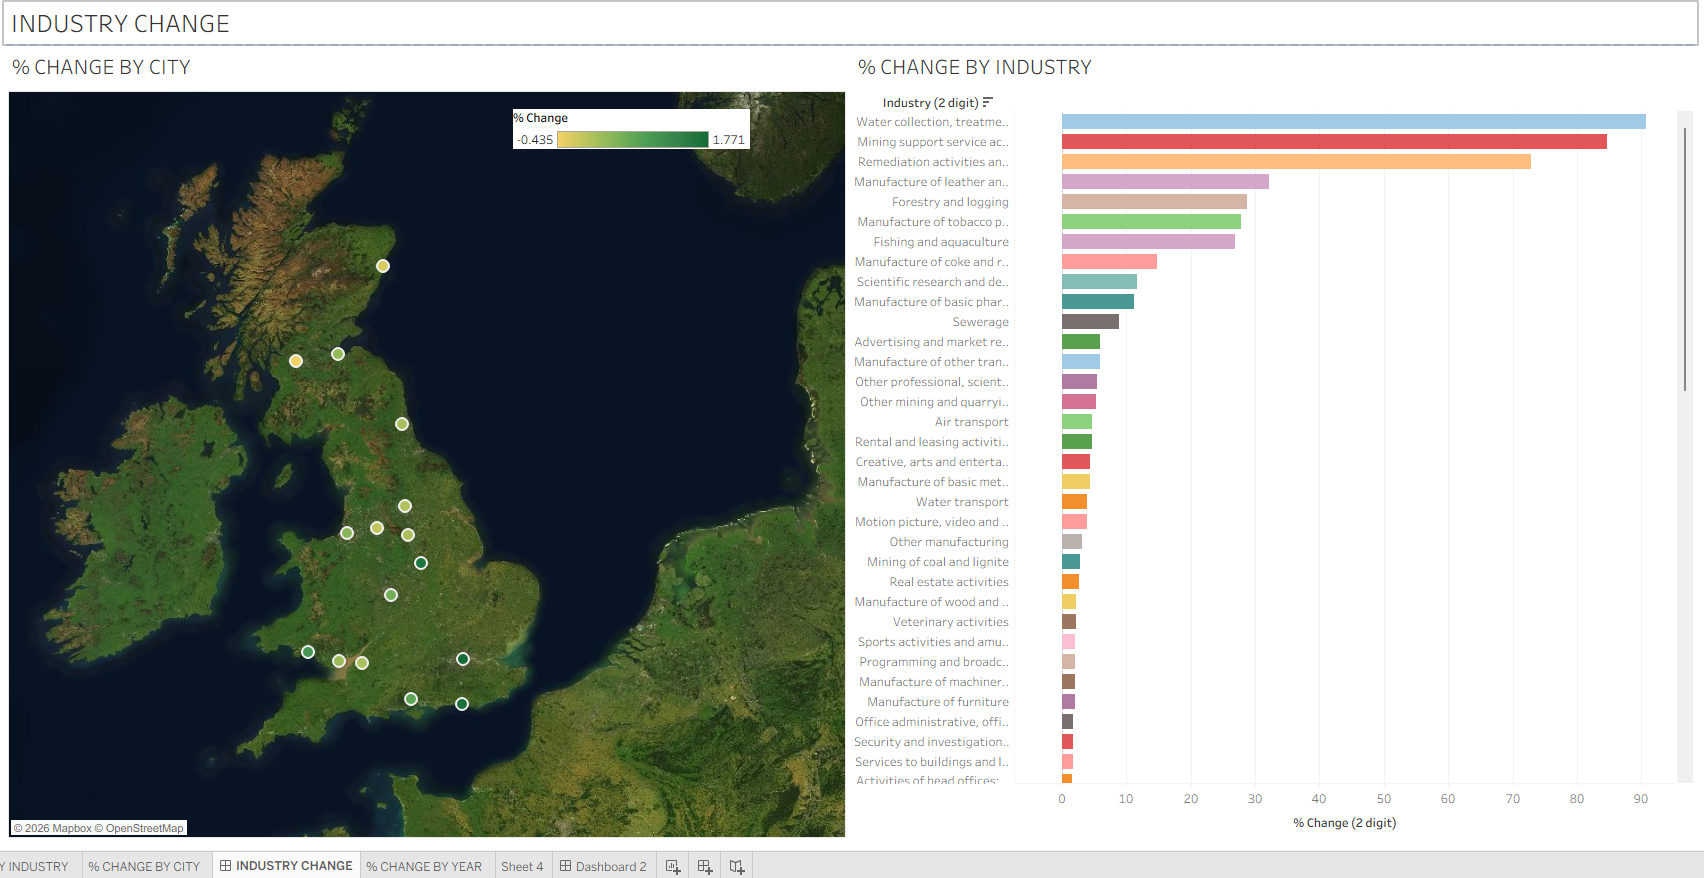 INDUSTRY CHANGE
% CHANGE BY CITY
% Change
-0.435 1.771
© 2026 Mapbox © OpenStreetMap
% CHANGE BY INDUSTRY
Industry (2 digit)
Water collection, treatme..
Mining support service ac..
Remediation activities an..
Manufacture of leather an..
Forestry and logging
Manufacture of tobacco p..
Fishing and aquaculture
Manufacture of coke and r..
Scientific research and de..
Manufacture of basic phar..
Sewerage
Advertising and market re..
Manufacture of other tran..
Other professional, scient..
Other mining and quarryi..
Air transport
Rental and leasing activiti..
Creative, arts and enterta..
Manufacture of basic met..
Water transport
Motion picture, video and ..
Other manufacturing
Mining of coal and lignite
Real estate activities
Manufacture of wood and ..
Veterinary activities
Sports activities and amu..
Programming and broadc..
Manufacture of machiner..
Manufacture of furniture
Office administrative, offi..
Security and investigation..
Services to buildings and l..
Activities of head offices:..
0 10 20 30 40 50 60 70 80 90
% Change (2 digit)
Y INDUSTRY % CHANGE BY CITY INDUSTRY CHANGE % CHANGE BY YEAR Sheet 4 Dashboard 2